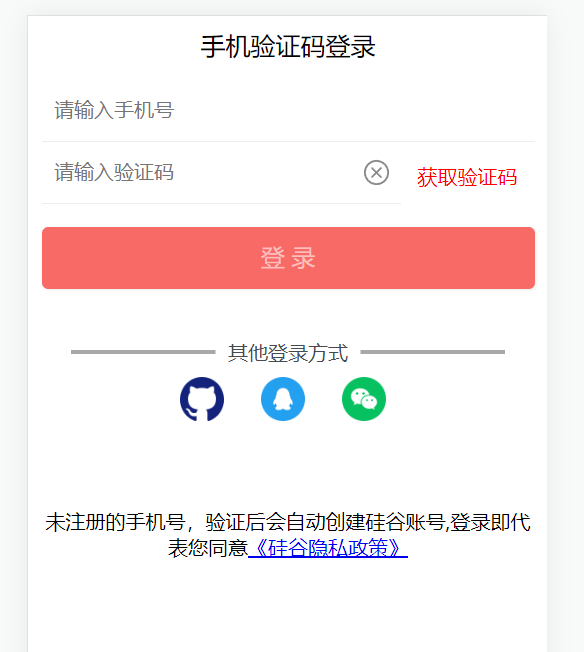 手机验证码登录
请输入手机号
请输入验证码
获取验证码
登 录
其他登录方式
未注册的手机号，验证后会自动创建硅谷账号,登录即代
表您同意《硅谷隐私政策》